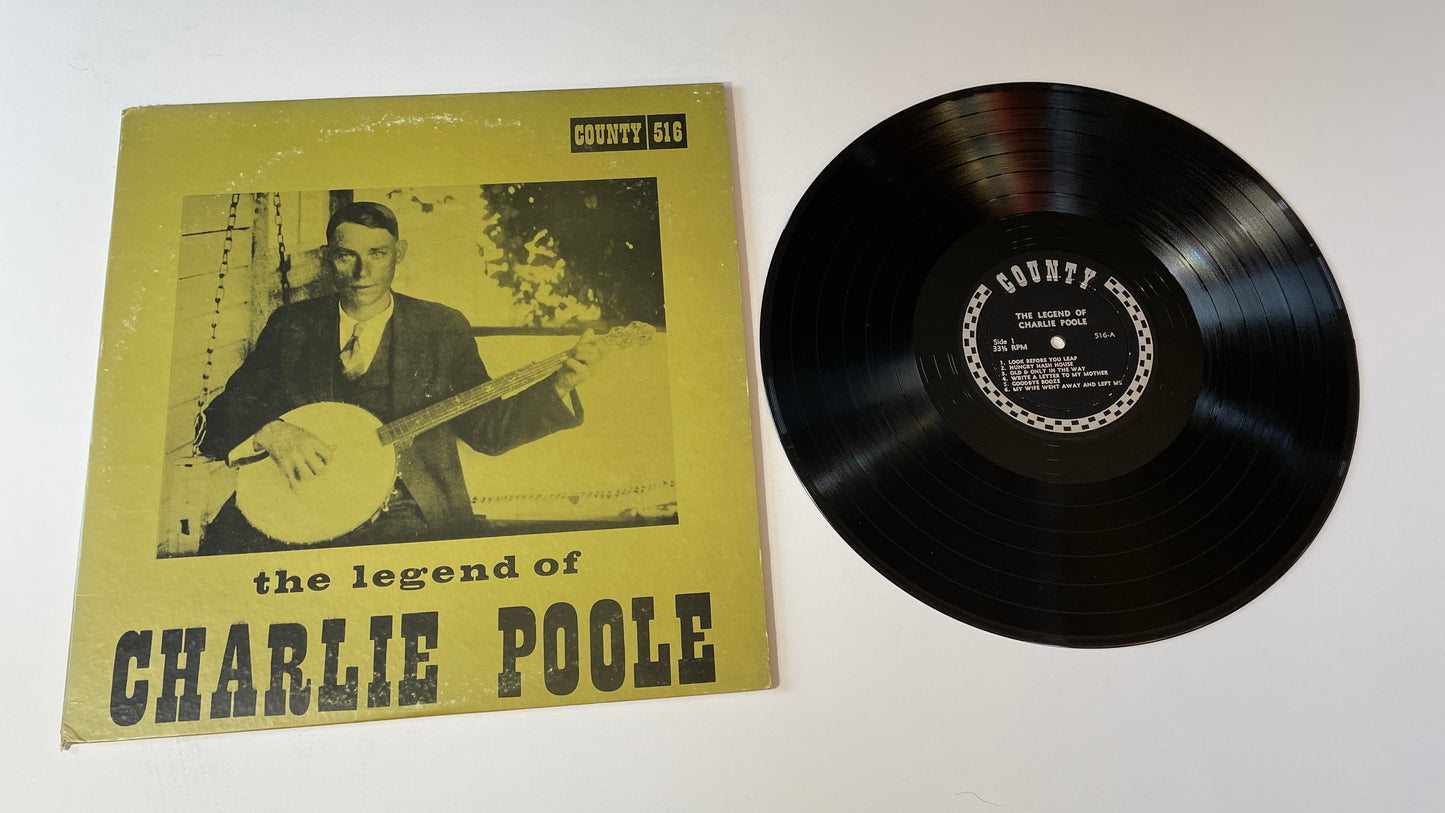 COUNTY 516
the legend of
CHARLIE POOLE
COUNTY
THE LEGEND OF
CHARLIE POOLE
Side 1
33⅓ RPM
516-A
1. LOOK BEFORE YOU LEAP
2. HUNGRY HASH HOUSE
3. OLD & ONLY IN THE WAY
4. WRITE A LETTER TO MY MOTHER
5. GOODBYE BOOZE
6. MY WIFE WENT AWAY AND LEFT ME